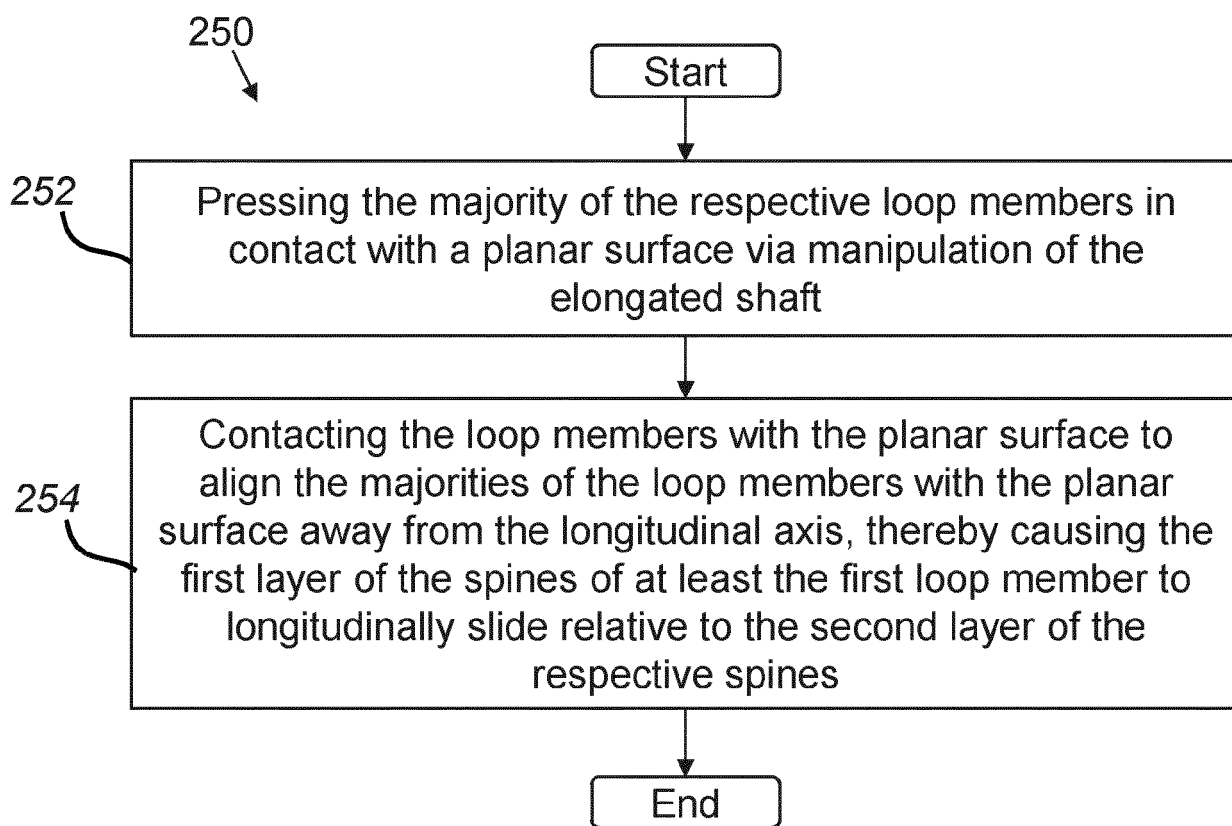 250
Start
252
Pressing the majority of the respective loop members in
contact with a planar surface via manipulation of the
elongated shaft
254
Contacting the loop members with the planar surface to
align the majorities of the loop members with the planar
surface away from the longitudinal axis, thereby causing the
first layer of the spines of at least the first loop member to
longitudinally slide relative to the second layer of the
respective spines
End